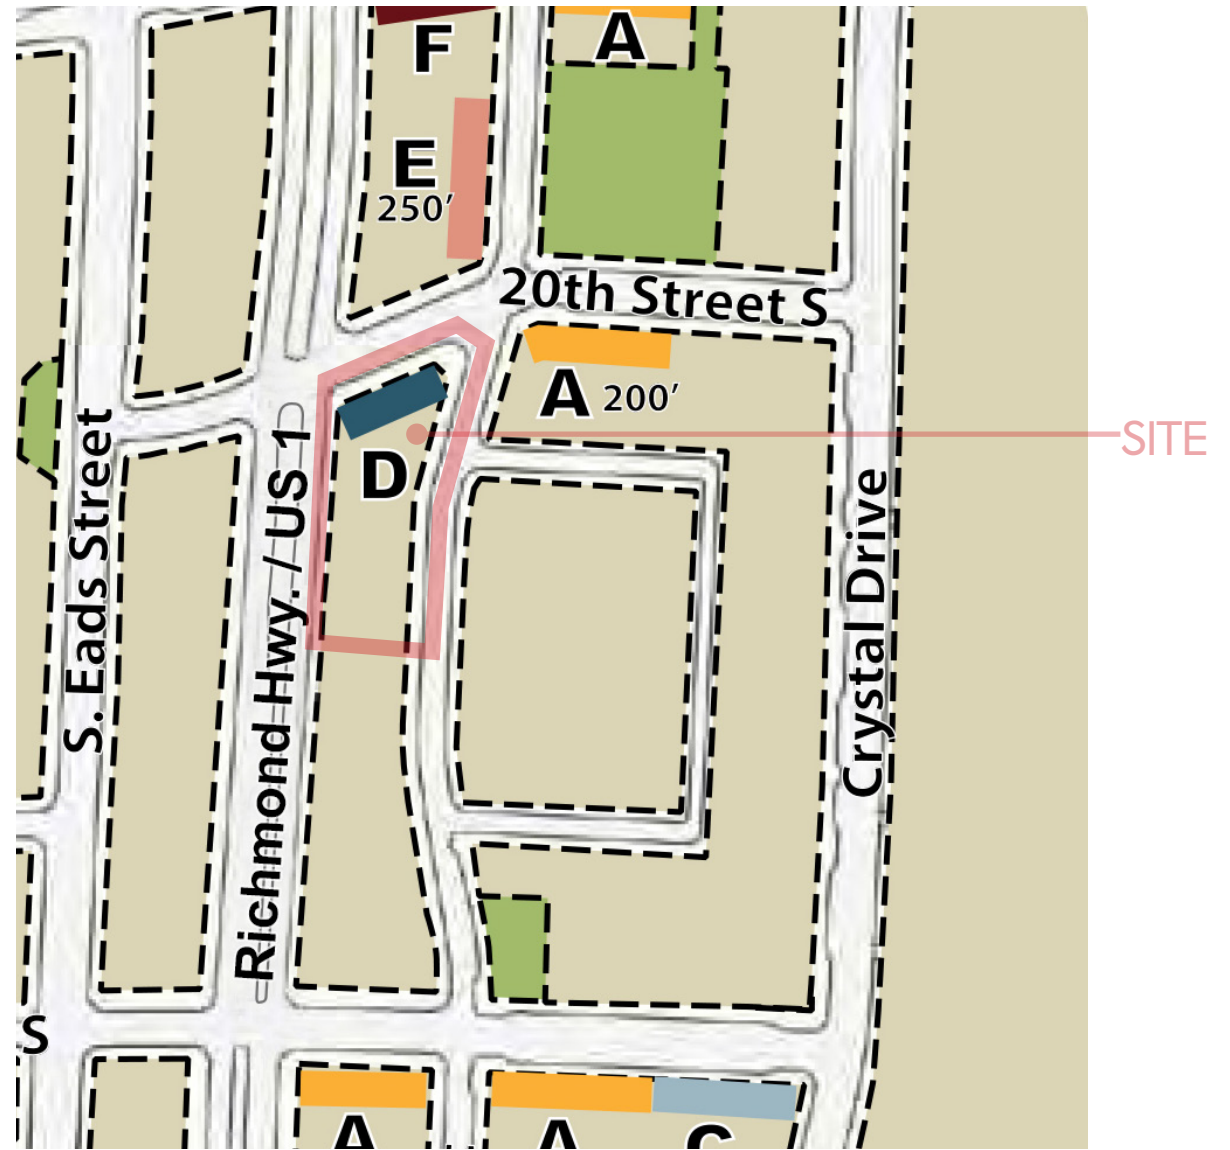 F
A
E
250′
20th Street S
A 200′
SITE
D
S. Eads Street
Richmond Hwy. / US 1
Crystal Drive
S
A
A
C